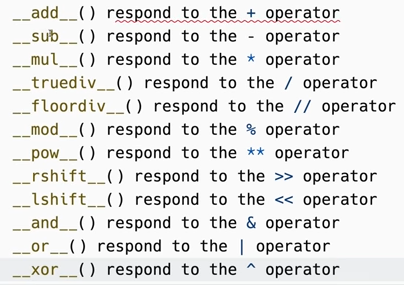 __add__() respond to the + operator
__sub__() respond to the - operator
__mul__() respond to the * operator
__truediv__() respond to the / operator
__floordiv__() respond to the // operator
__mod__() respond to the % operator
__pow__() respond to the ** operator
__rshift__() respond to the >> operator
__lshift__() respond to the << operator
__and__() respond to the & operator
__or__() respond to the | operator
__xor__() respond to the ^ operator